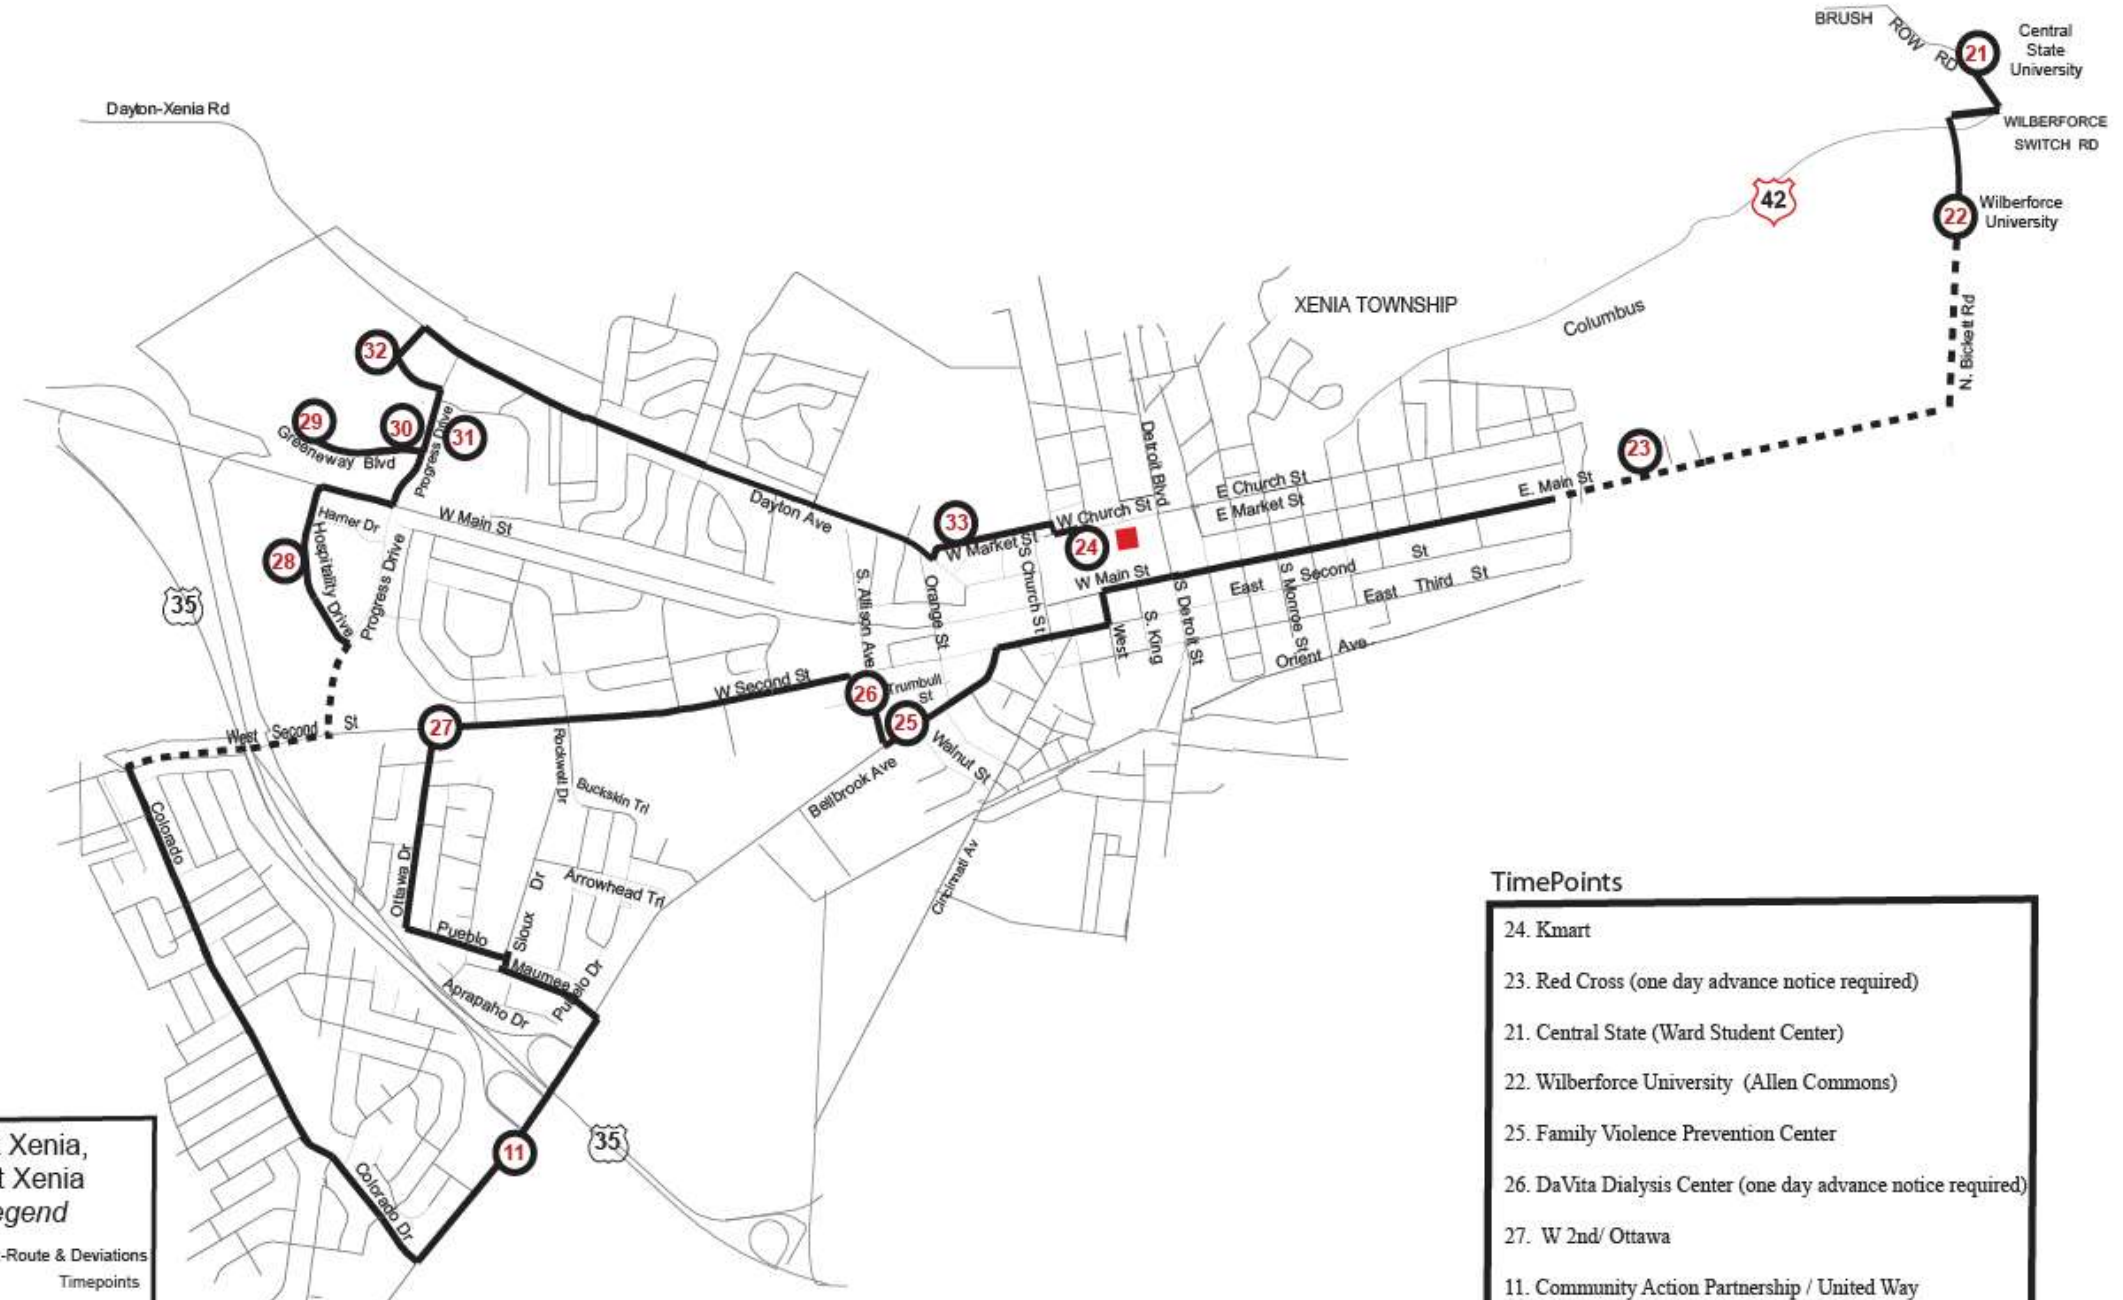 BRUSH ROW RD
21
Central
State
University
Dayton-Xenia Rd
WILBERFORCE
SWITCH RD
42
22
Wilberforce
University
XENIA TOWNSHIP
Columbus
N. Bickett Rd
32
29
30
31
Greeneway Blvd
Progress Drive
Detroit Blvd
23
E Church St
E Market St
E. Main St
Dayton Ave
33
W Church St
W Market St
24
W Main St
Hamer Dr
28
Hospitality Drive
Progress Drive
35
S. Allison Ave
Orange St
S Church St
W Main St
West
S. King
S Detroit St
East Second St
S Monroe St
East Third St
Orient Ave
W Second St
26
Trumbull
St
25
27
West Second St
Walnut St
Bellbrook Ave
Rockwell Dr
Buckskin Trl
Colorado
Ottawa Dr
Arrowhead Trl
Cincinnati Av
Pueblo
Sioux Dr
Maumee
Aprapaho Dr
11
35
Colorado Dr
Xenia,
t Xenia
egend
-Route & Deviations
Timepoints
TimePoints
24. Kmart
23. Red Cross (one day advance notice required)
21. Central State (Ward Student Center)
22. Wilberforce University (Allen Commons)
25. Family Violence Prevention Center
26. DaVita Dialysis Center (one day advance notice required)
27. W 2nd/ Ottawa
11. Community Action Partnership / United Way